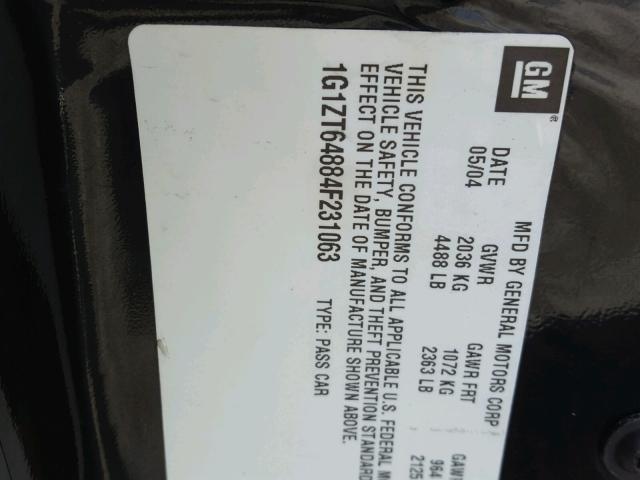 GM®
MFD BY GENERAL MOTORS CORP
DATE GVWR GAWR FRT GAW
05/04 2036 KG 1072 KG 964
4488 LB 2363 LB 2125
THIS VEHICLE CONFORMS TO ALL APPLICABLE U.S. FEDERAL M
VEHICLE SAFETY, BUMPER, AND THEFT PREVENTION STANDARD
EFFECT ON THE DATE OF MANUFACTURE SHOWN ABOVE.
1G1ZT64884F231063 TYPE: PASS CAR